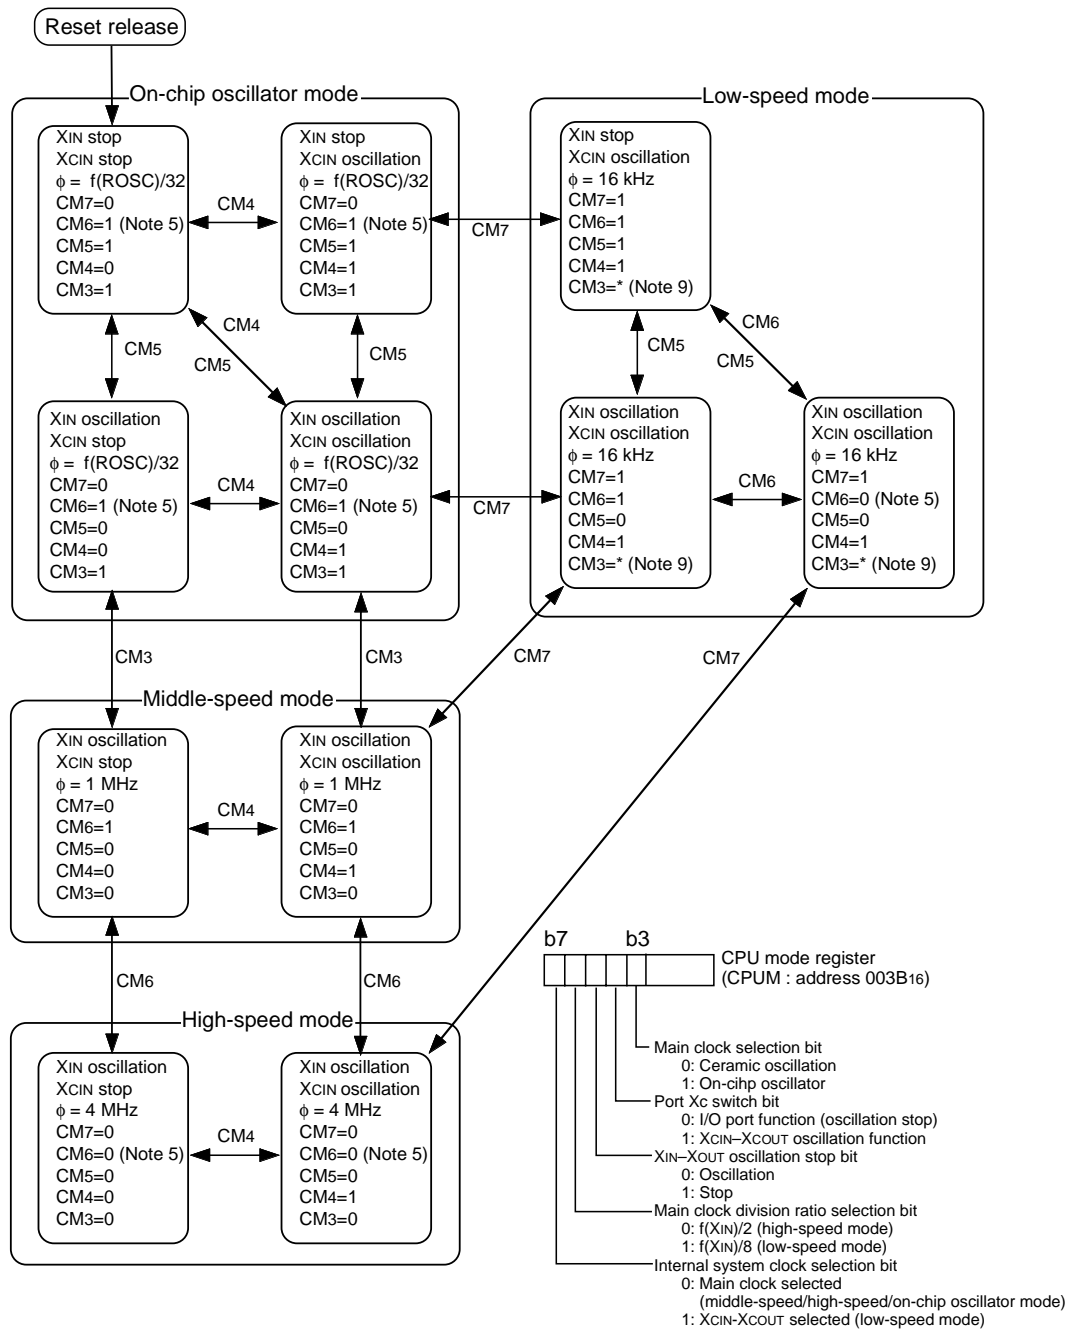 Reset release
On-chip oscillator mode
XIN stop
XCIN stop
ϕ = f(ROSC)/32
CM7=0
CM6=1 (Note 5)
CM5=1
CM4=0
CM3=1
CM4
XIN stop
XCIN oscillation
ϕ = f(ROSC)/32
CM7=0
CM6=1 (Note 5)
CM5=1
CM4=1
CM3=1
CM5
CM4
CM5
CM5
XIN oscillation
XCIN stop
ϕ = f(ROSC)/32
CM7=0
CM6=1 (Note 5)
CM5=0
CM4=0
CM3=1
CM4
XIN oscillation
XCIN oscillation
ϕ = f(ROSC)/32
CM7=0
CM6=1 (Note 5)
CM5=0
CM4=1
CM3=1
CM7
CM7
Low-speed mode
XIN stop
XCIN oscillation
ϕ = 16 kHz
CM7=1
CM6=1
CM5=1
CM4=1
CM3=* (Note 9)
CM5
CM6
CM5
XIN oscillation
XCIN oscillation
ϕ = 16 kHz
CM7=1
CM6=1
CM5=0
CM4=1
CM3=* (Note 9)
CM6
XIN oscillation
XCIN oscillation
ϕ = 16 kHz
CM7=1
CM6=0 (Note 5)
CM5=0
CM4=1
CM3=* (Note 9)
CM3
CM3
CM7
CM7
Middle-speed mode
XIN oscillation
XCIN stop
ϕ = 1 MHz
CM7=0
CM6=1
CM5=0
CM4=0
CM3=0
CM4
XIN oscillation
XCIN oscillation
ϕ = 1 MHz
CM7=0
CM6=1
CM5=0
CM4=1
CM3=0
CM6
CM6
High-speed mode
XIN oscillation
XCIN stop
ϕ = 4 MHz
CM7=0
CM6=0 (Note 5)
CM5=0
CM4=0
CM3=0
CM4
XIN oscillation
XCIN oscillation
ϕ = 4 MHz
CM7=0
CM6=0 (Note 5)
CM5=0
CM4=1
CM3=0
b7 b3
CPU mode register
(CPUM : address 003B16)
Main clock selection bit
0: Ceramic oscillation
1: On-cihp oscillator
Port Xc switch bit
0: I/O port function (oscillation stop)
1: XCIN–XCOUT oscillation function
XIN–XOUT oscillation stop bit
0: Oscillation
1: Stop
Main clock division ratio selection bit
0: f(XIN)/2 (high-speed mode)
1: f(XIN)/8 (low-speed mode)
Internal system clock selection bit
0: Main clock selected
(middle-speed/high-speed/on-chip oscillator mode)
1: XCIN-XCOUT selected (low-speed mode)